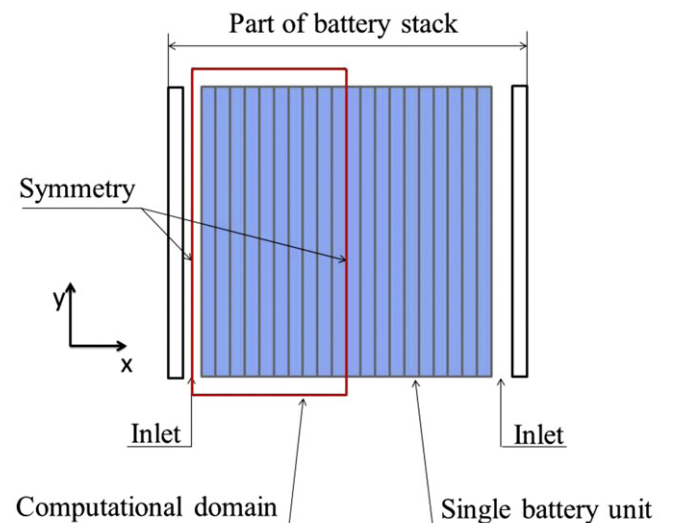 Part of battery stack
Symmetry
y
x
Inlet
Inlet
Computational domain
Single battery unit